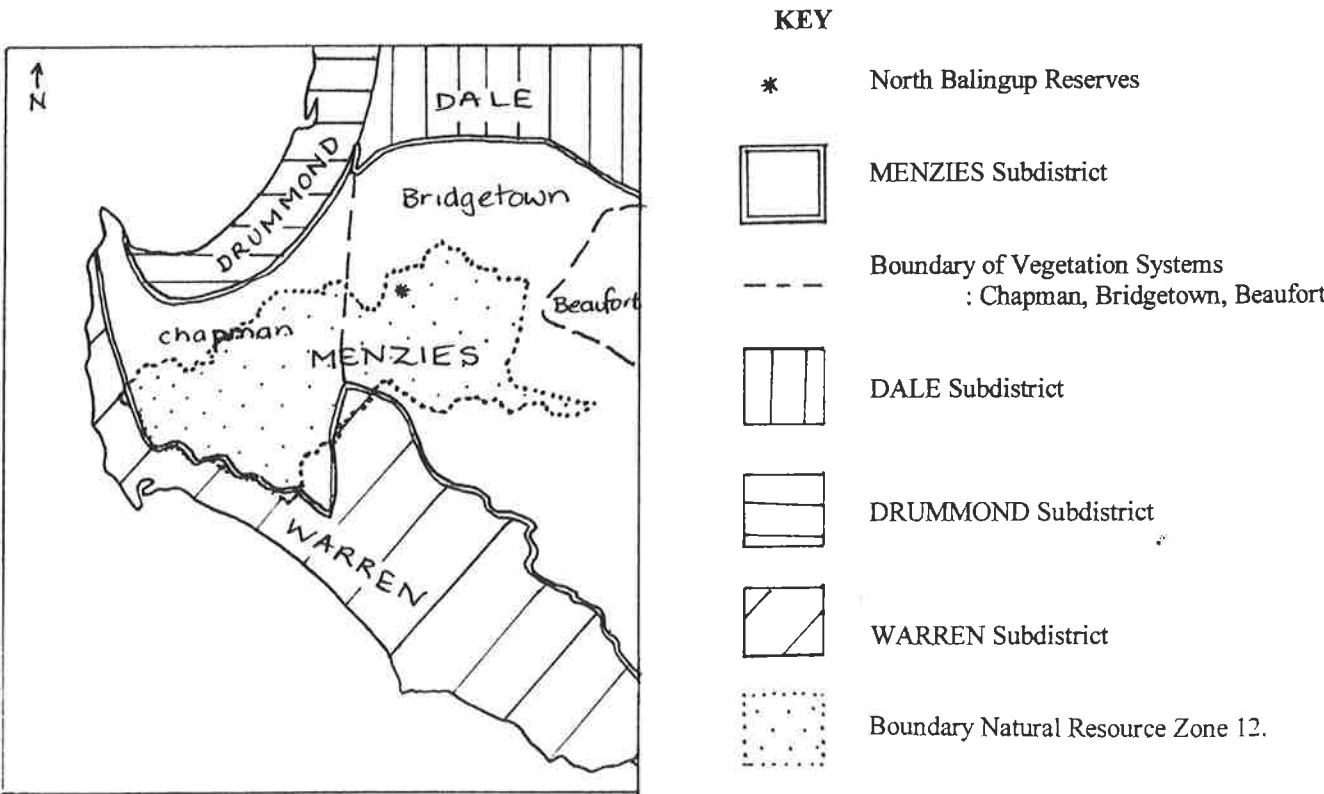 N
DALE
DRUMMOND
Bridgetown
Beaufort
chapman
MENZIES
WARREN
KEY
* North Balingup Reserves
MENZIES Subdistrict
Boundary of Vegetation Systems
: Chapman, Bridgetown, Beaufort
DALE Subdistrict
DRUMMOND Subdistrict
WARREN Subdistrict
Boundary Natural Resource Zone 12.